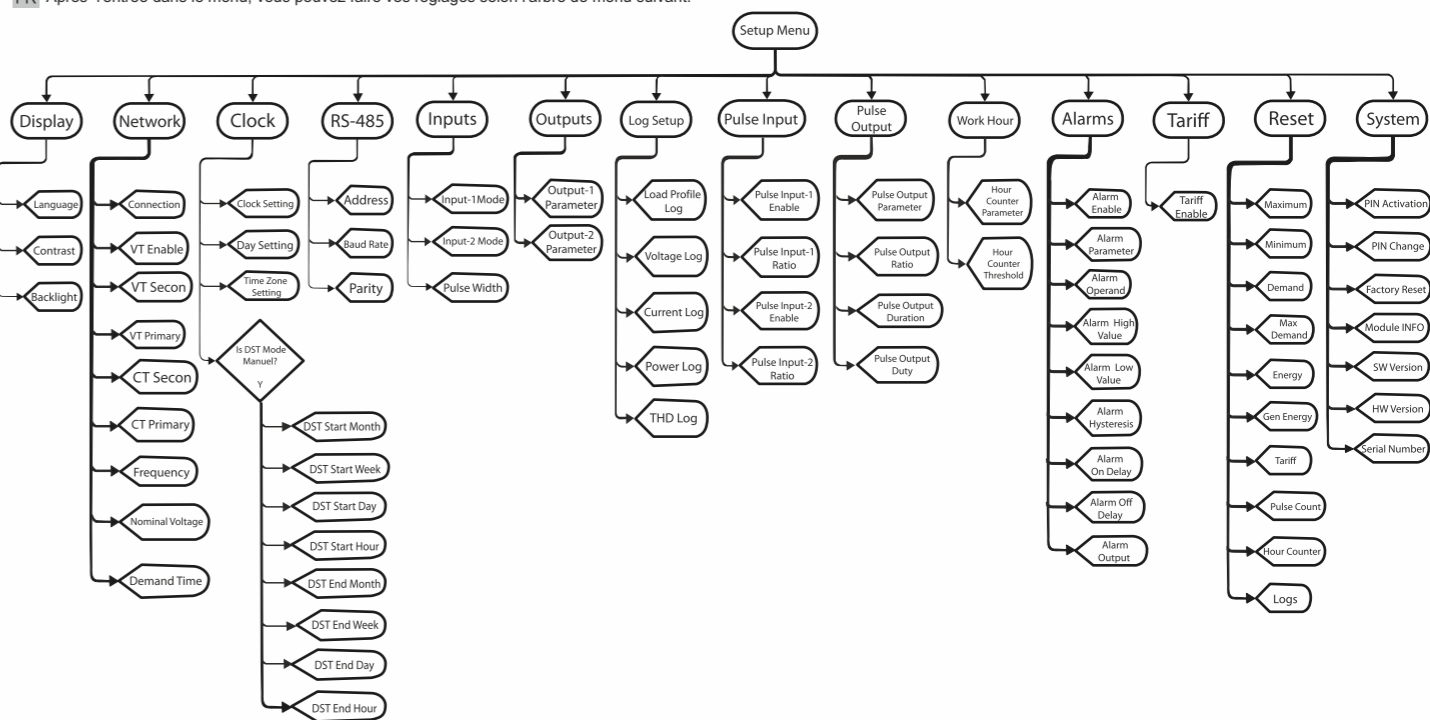 FR Après l'entrée dans le menu, vous pouvez faire vos réglages selon l'arbre de menu suivant.
Setup Menu
Display
Network
Clock
RS-485
Inputs
Outputs
Log Setup
Pulse Input
Pulse
Output
Work Hour
Alarms
Tariff
Reset
System
Language
Contrast
Backlight
Connection
VT Enable
VT Secon
VT Primary
CT Secon
CT Primary
Frequency
Nominal Voltage
Demand Time
Clock Setting
Day Setting
Time Zone
Setting
Is DST Mode
Manuel?
Y
DST Start Month
DST Start Week
DST Start Day
DST Start Hour
DST End Month
DST End Week
DST End Day
DST End Hour
Address
Baud Rate
Parity
Input-1Mode
Input-2 Mode
Pulse Width
Output-1
Parameter
Output-2
Parameter
Load Profile
Log
Voltage Log
Current Log
Power Log
THD Log
Pulse Input-1
Enable
Pulse Input-1
Ratio
Pulse Input-2
Enable
Pulse Input-2
Ratio
Pulse Output
Parameter
Pulse Output
Ratio
Pulse Output
Duration
Pulse Output
Duty
Hour
Counter
Parameter
Hour
Counter
Threshold
Alarm
Enable
Alarm
Parameter
Alarm
Operand
Alarm High
Value
Alarm Low
Value
Alarm
Hysteresis
Alarm
On Delay
Alarm Off
Delay
Alarm
Output
Tariff
Enable
Maximum
Minimum
Demand
Max
Demand
Energy
Gen Energy
Tariff
Pulse Count
Hour Counter
Logs
PIN Activation
PIN Change
Factory Reset
Module INFO
SW Version
HW Version
Serial Number